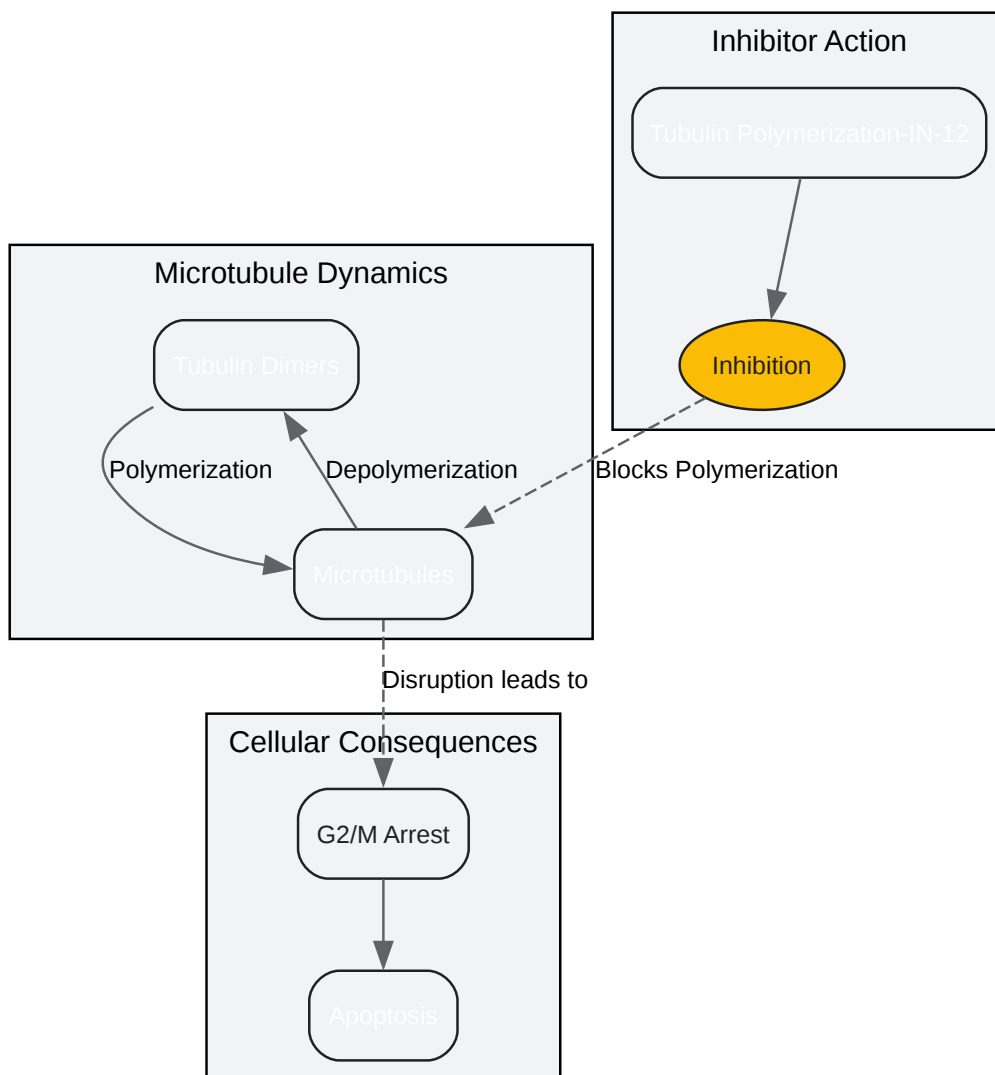 Inhibitor Action
Tubulin Polymerization-IN-12
Inhibition
Blocks Polymerization
Microtubule Dynamics
Tubulin Dimers
Polymerization
Depolymerization
Microtubules
Disruption leads to
Cellular Consequences
G2/M Arrest
Apoptosis